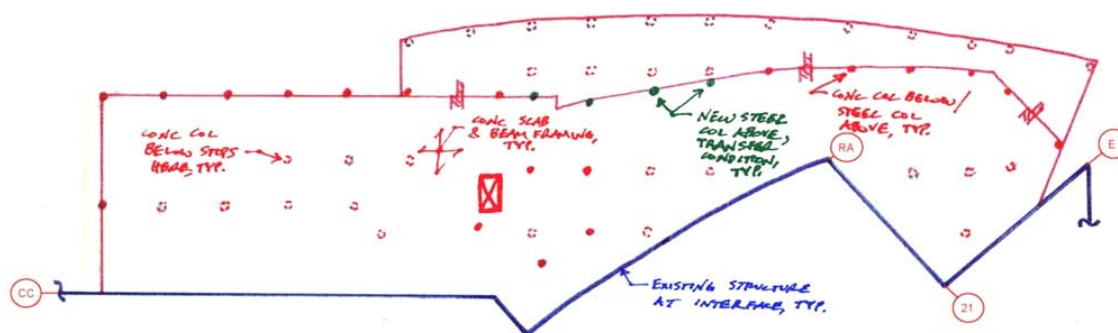 CONC COL
BELOW STOPS
HERE, TYP.
CONC SLAB
& BEAM FRAMING,
TYP.
NEW STEEL
COL ABOVE,
TRANSFER
CONDITION,
TYP.
CONC COL BELOW/
STEEL COL
ABOVE, TYP.
RA
E
CC
21
EXISTING STRUCTURE
AT INTERFACE, TYP.